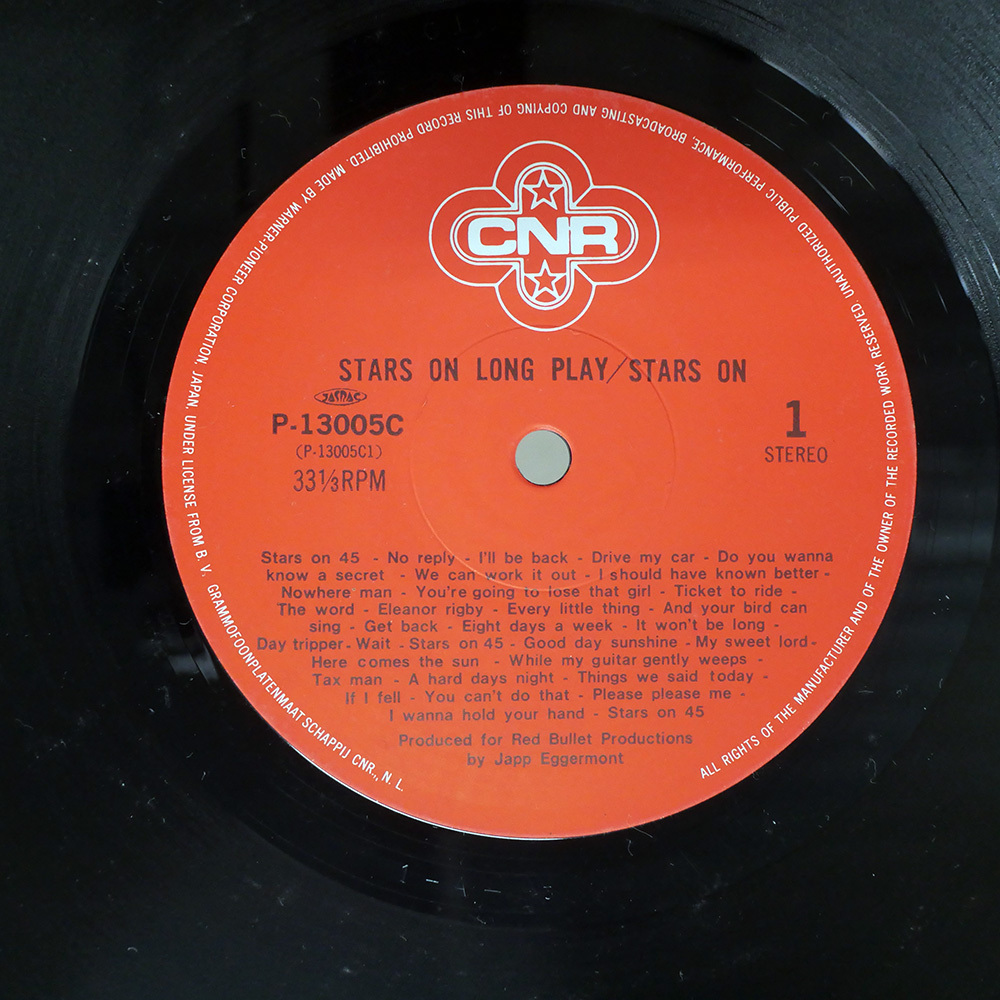 CNR
STARS ON LONG PLAY/STARS ON
JASRAC
P-13005C
(P-13005C1)
33⅓RPM
1
STEREO
Stars on 45 - No reply - I'll be back - Drive my car - Do you wanna
know a secret - We can work it out - I should have known better -
Nowhere man - You're going to lose that girl - Ticket to ride -
The word - Eleanor rigby - Every little thing - And your bird can
sing - Get back - Eight days a week - It won't be long -
Day tripper - Wait - Stars on 45 - Good day sunshine - My sweet lord -
Here comes the sun - While my guitar gently weeps -
Tax man - A hard days night - Things we said today -
If I fell - You can't do that - Please please me -
I wanna hold your hand - Stars on 45
Produced for Red Bullet Productions
by Japp Eggermont
ALL RIGHTS OF THE MANUFACTURER AND OF THE OWNER OF THE RECORDED WORK RESERVED. UNAUTHORIZED PUBLIC PERFORMANCE, BROADCASTING AND COPYING OF THIS RECORD PROHIBITED. MADE BY WARNER-PIONEER CORPORATION, JAPAN, UNDER LICENSE FROM B. V. GRAMMOFOONPLATENMAATSCHAPPIJ CNR., N. L.